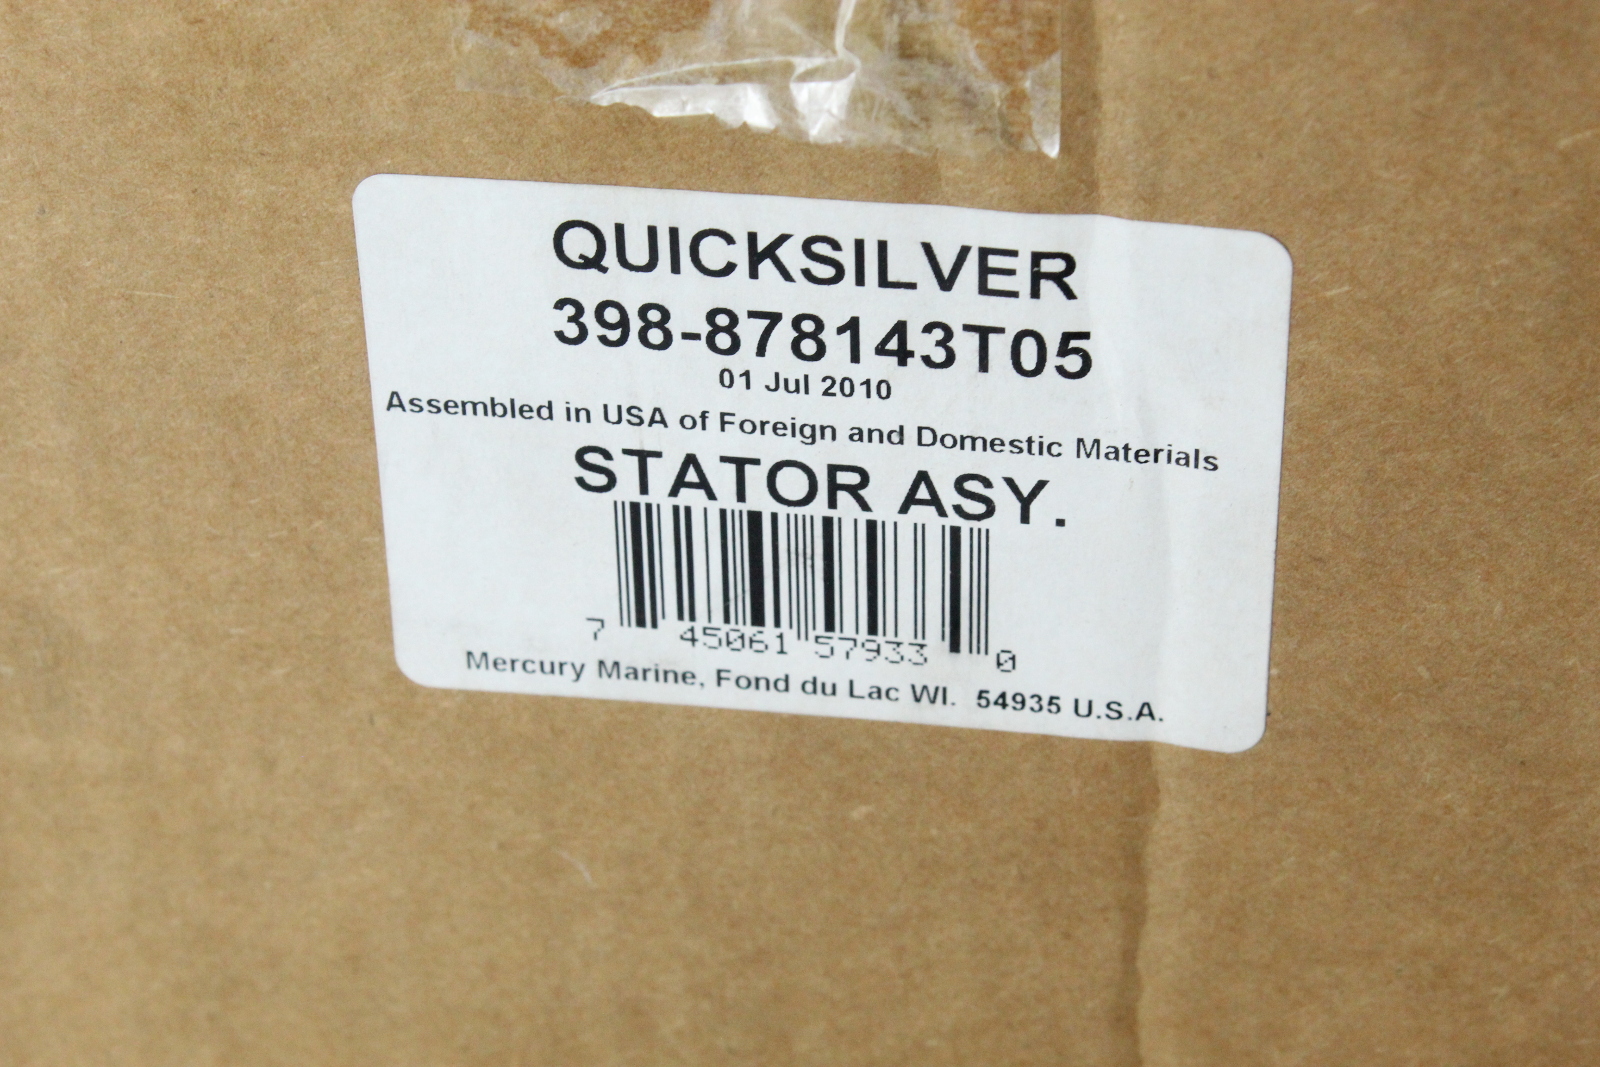 QUICKSILVER
398-878143T05
01 Jul 2010
Assembled in USA of Foreign and Domestic Materials
STATOR ASY.
7 45061 57933 0
Mercury Marine, Fond du Lac WI. 54935 U.S.A.